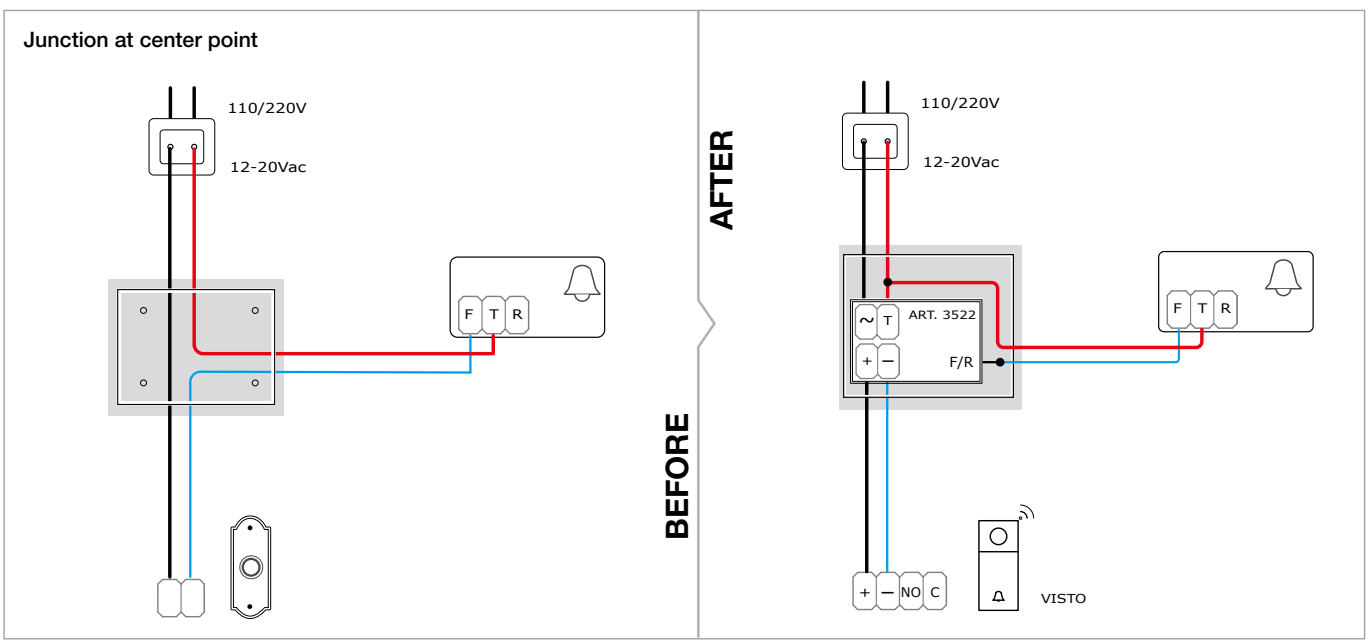 Junction at center point
110/220V
12-20Vac
F T R
BEFORE
AFTER
110/220V
12-20Vac
~ T ART. 3522
+ − F/R
F T R
+ − NO C
VISTO